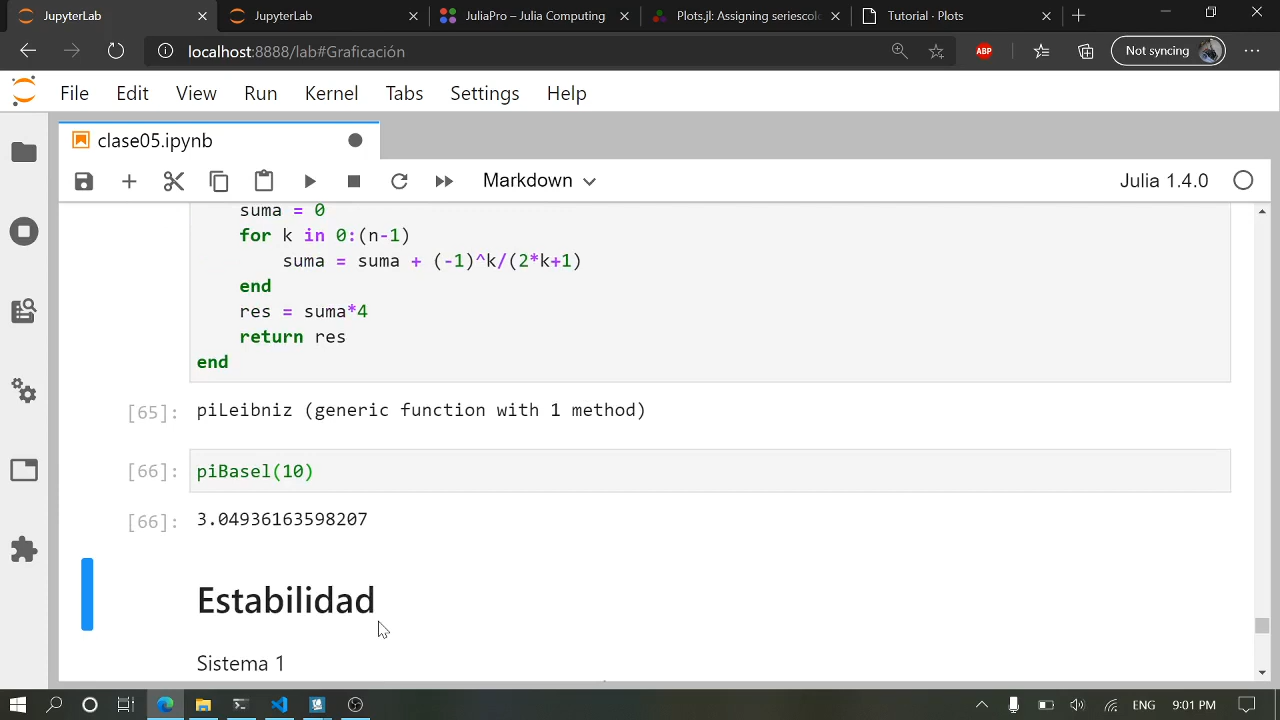 JupyterLab
JupyterLab
JuliaPro – Julia Computing
Plots.jl: Assigning seriescolo
Tutorial · Plots
localhost:8888/lab#Graficación
ABP
Not syncing
File Edit View Run Kernel Tabs Settings Help
clase05.ipynb
Markdown
Julia 1.4.0
suma = 0
for k in 0:(n-1)
suma = suma + (-1)^k/(2*k+1)
end
res = suma*4
return res
end
[65]: piLeibniz (generic function with 1 method)
[66]: piBasel(10)
[66]: 3.04936163598207
Estabilidad
Sistema 1
ENG 9:01 PM